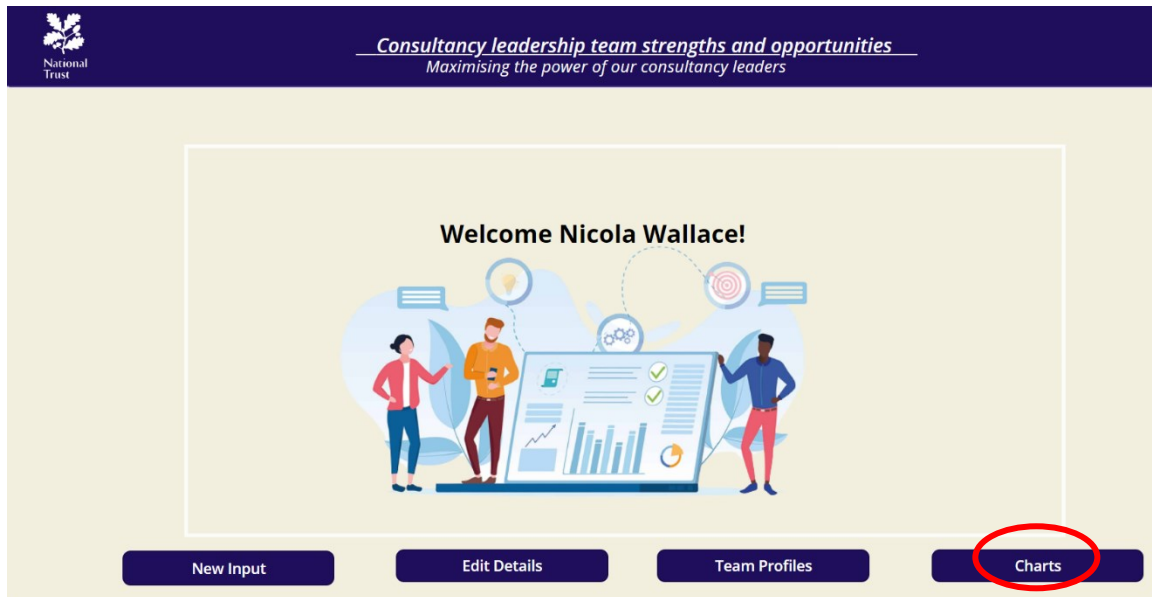 National
Trust
Consultancy leadership team strengths and opportunities
Maximising the power of our consultancy leaders
Welcome Nicola Wallace!
New Input
Edit Details
Team Profiles
Charts